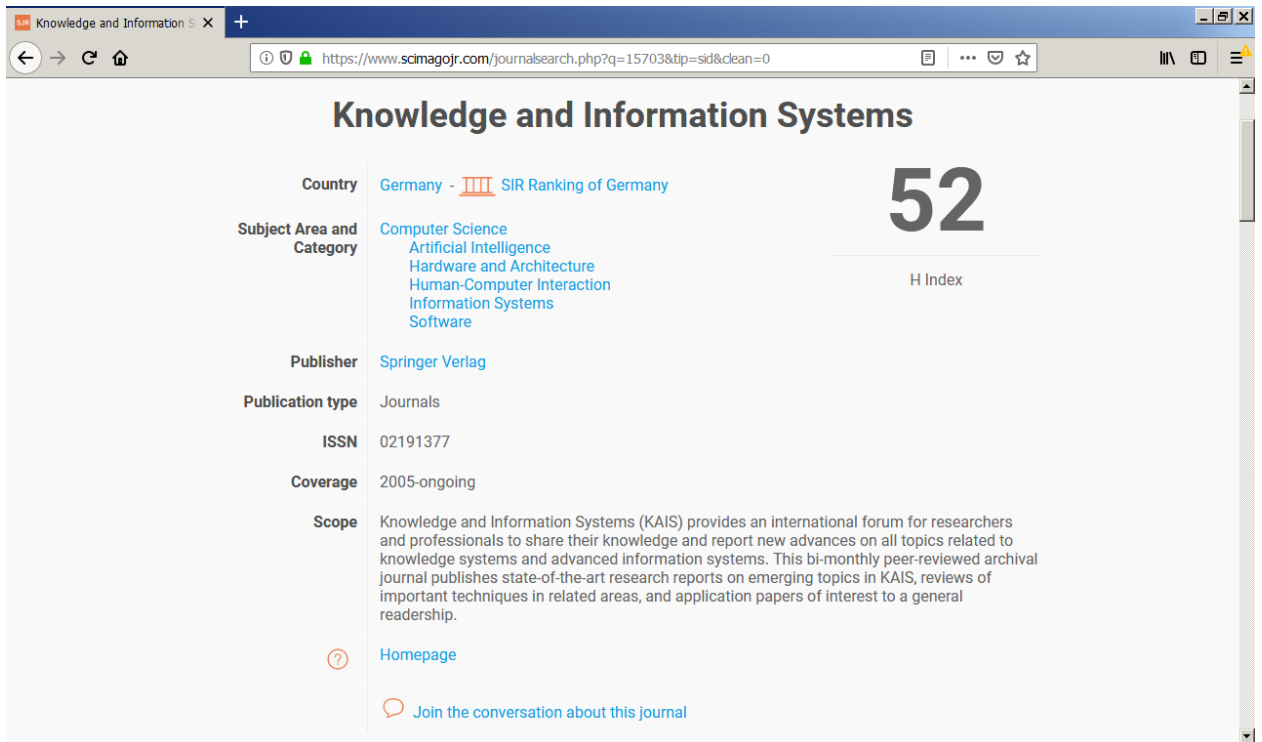 SJR Knowledge and Information S
https://www.scimagojr.com/journalsearch.php?q=15703&tip=sid&clean=0
Knowledge and Information Systems
Country Germany - SIR Ranking of Germany
52
H Index
Subject Area and Category
Computer Science
Artificial Intelligence
Hardware and Architecture
Human-Computer Interaction
Information Systems
Software
Publisher Springer Verlag
Publication type Journals
ISSN 02191377
Coverage 2005-ongoing
Scope Knowledge and Information Systems (KAIS) provides an international forum for researchers
and professionals to share their knowledge and report new advances on all topics related to
knowledge systems and advanced information systems. This bi-monthly peer-reviewed archival
journal publishes state-of-the-art research reports on emerging topics in KAIS, reviews of
important techniques in related areas, and application papers of interest to a general
readership.
? Homepage
Join the conversation about this journal